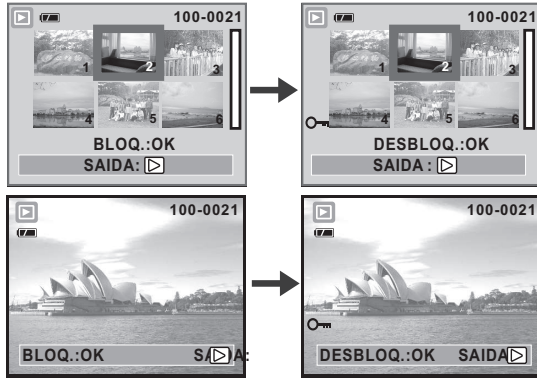 100-0021
1 2 3
4 5 6
BLOQ.:OK
SAIDA:
100-0021
1 2 3
4 5 6
DESBLOQ.:OK
SAIDA :
100-0021
BLOQ.:OK
100-0021
DESBLOQ.:OK SAIDA